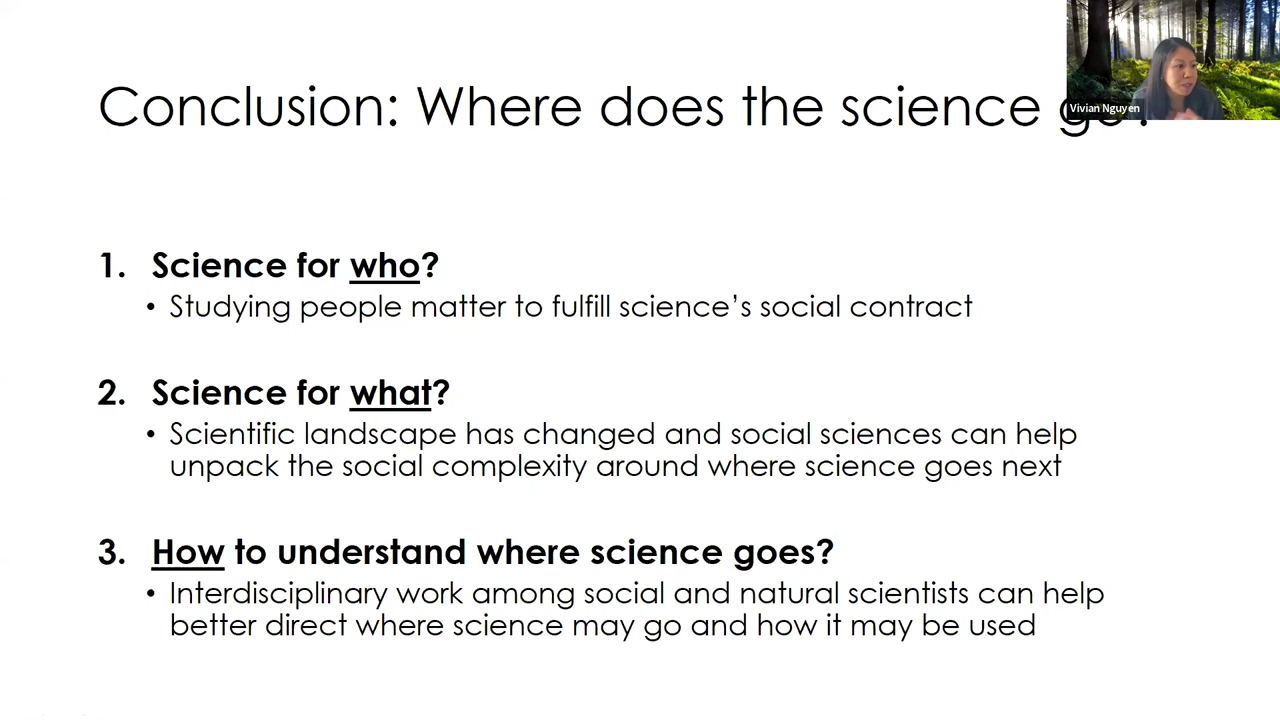 Conclusion: Where does the science go?
Vivian Nguyen
1. Science for who?
• Studying people matter to fulfill science's social contract
2. Science for what?
• Scientific landscape has changed and social sciences can help
unpack the social complexity around where science goes next
3. How to understand where science goes?
• Interdisciplinary work among social and natural scientists can help
better direct where science may go and how it may be used